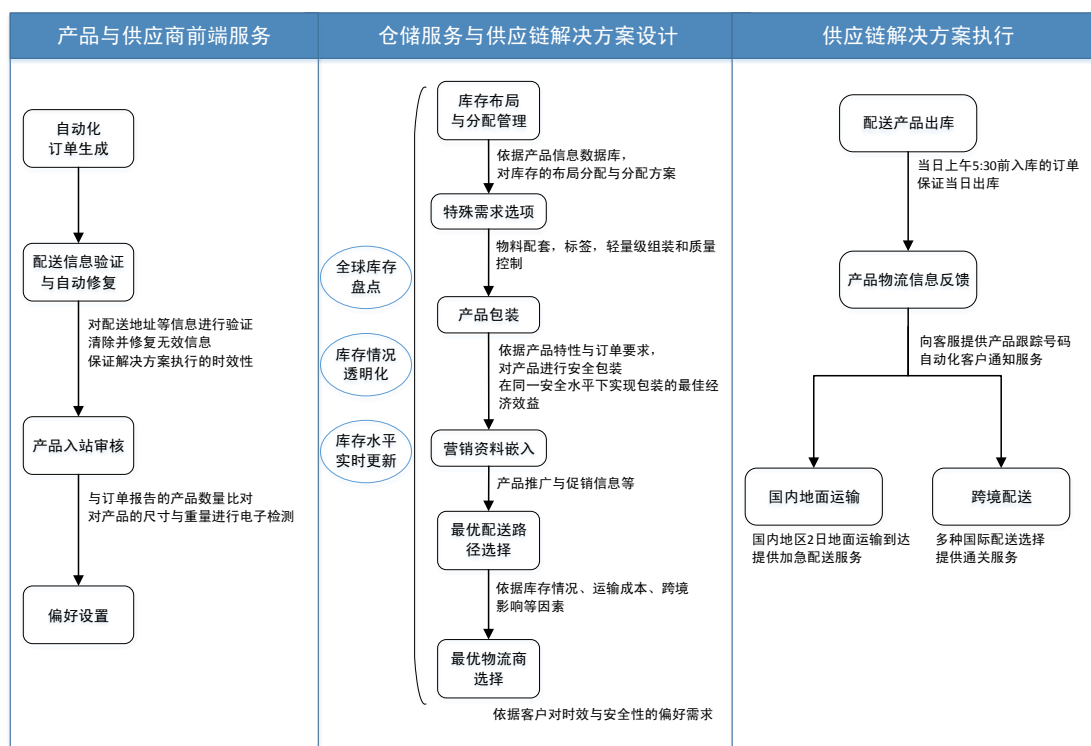 产品与供应商前端服务
自动化
订单生成
配送信息验证
与自动修复
对配送地址等信息进行验证
清除并修复无效信息
保证解决方案执行的时效性
产品入站审核
与订单报告的产品数量比对
对产品的尺寸与重量进行电子检测
偏好设置
仓储服务与供应链解决方案设计
全球库存
盘点
库存情况
透明化
库存水平
实时更新
库存布局
与分配管理
依据产品信息数据库，
对库存的布局分配与分配方案
特殊需求选项
物料配套，标签，轻量级组装和质量
控制
产品包装
依据产品特性与订单要求，
对产品进行安全包装
在同一安全水平下实现包装的最佳经
济效益
营销资料嵌入
产品推广与促销信息等
最优配送路
径选择
依据库存情况、运输成本、跨境
影响等因素
最优物流商
选择
依据客户对时效与安全性的偏好需求
供应链解决方案执行
配送产品出库
当日上午5:30前入库的订单
保证当日出库
产品物流信息反馈
向客服提供产品跟踪号码
自动化客户通知服务
国内地面运输
国内地区2日地面运输到达
提供加急配送服务
跨境配送
多种国际配送选择
提供通关服务